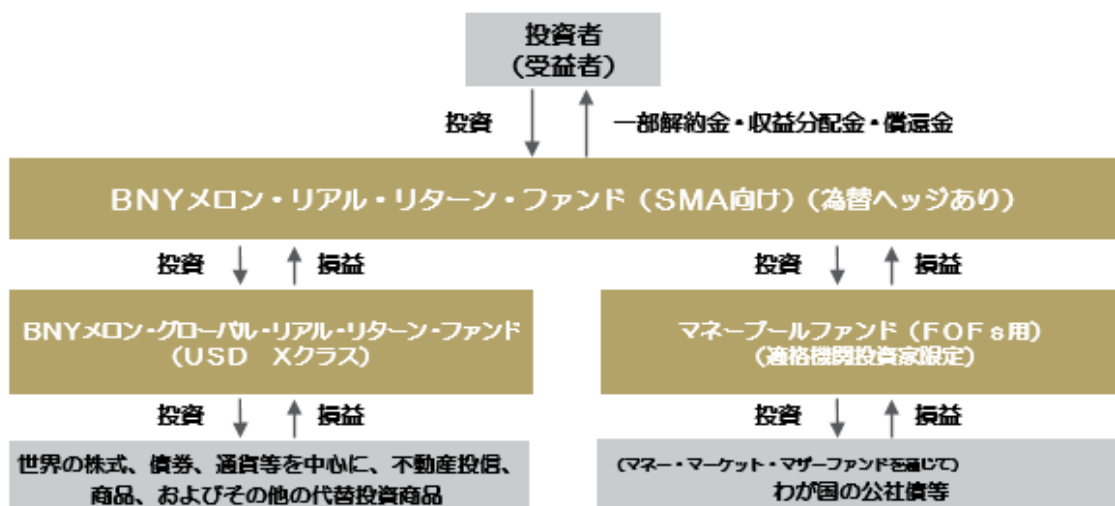 投資者
(受益者)
投資
一部解約金・収益分配金・償還金
BNYメロン・リアル・リターン・ファンド(SMA向け)(為替ヘッジあり)
投資
損益
投資
損益
BNYメロン・グローバル・リアル・リターン・ファンド
(USD Xクラス)
マネープールファンド(FOFs用)
(適格機関投資家限定)
投資
損益
投資
損益
世界の株式、債券、通貨等を中心に、不動産投信、
商品、およびその他の代替投資商品
(マネー・マーケット・マザーファンドを通じて)
わが国の公社債等